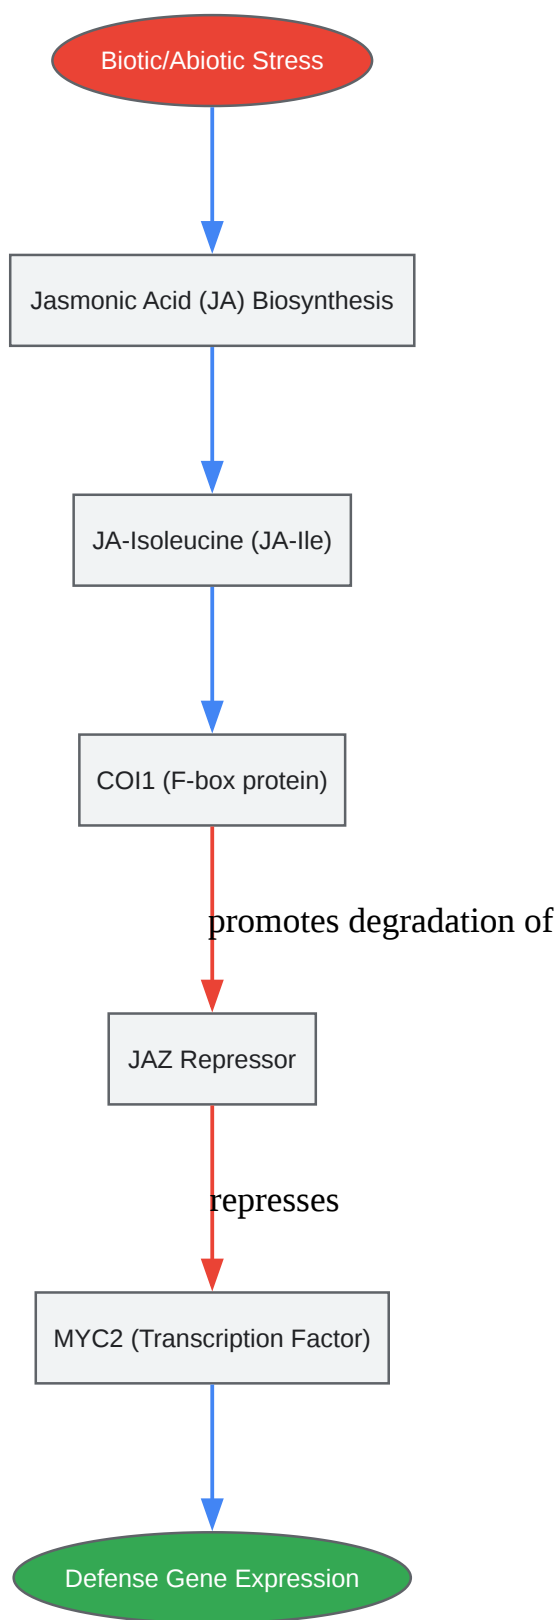 Biotic/Abiotic Stress
Jasmonic Acid (JA) Biosynthesis
JA-Isoleucine (JA-Ile)
COI1 (F-box protein)
promotes degradation of
JAZ Repressor
represses
MYC2 (Transcription Factor)
Defense Gene Expression